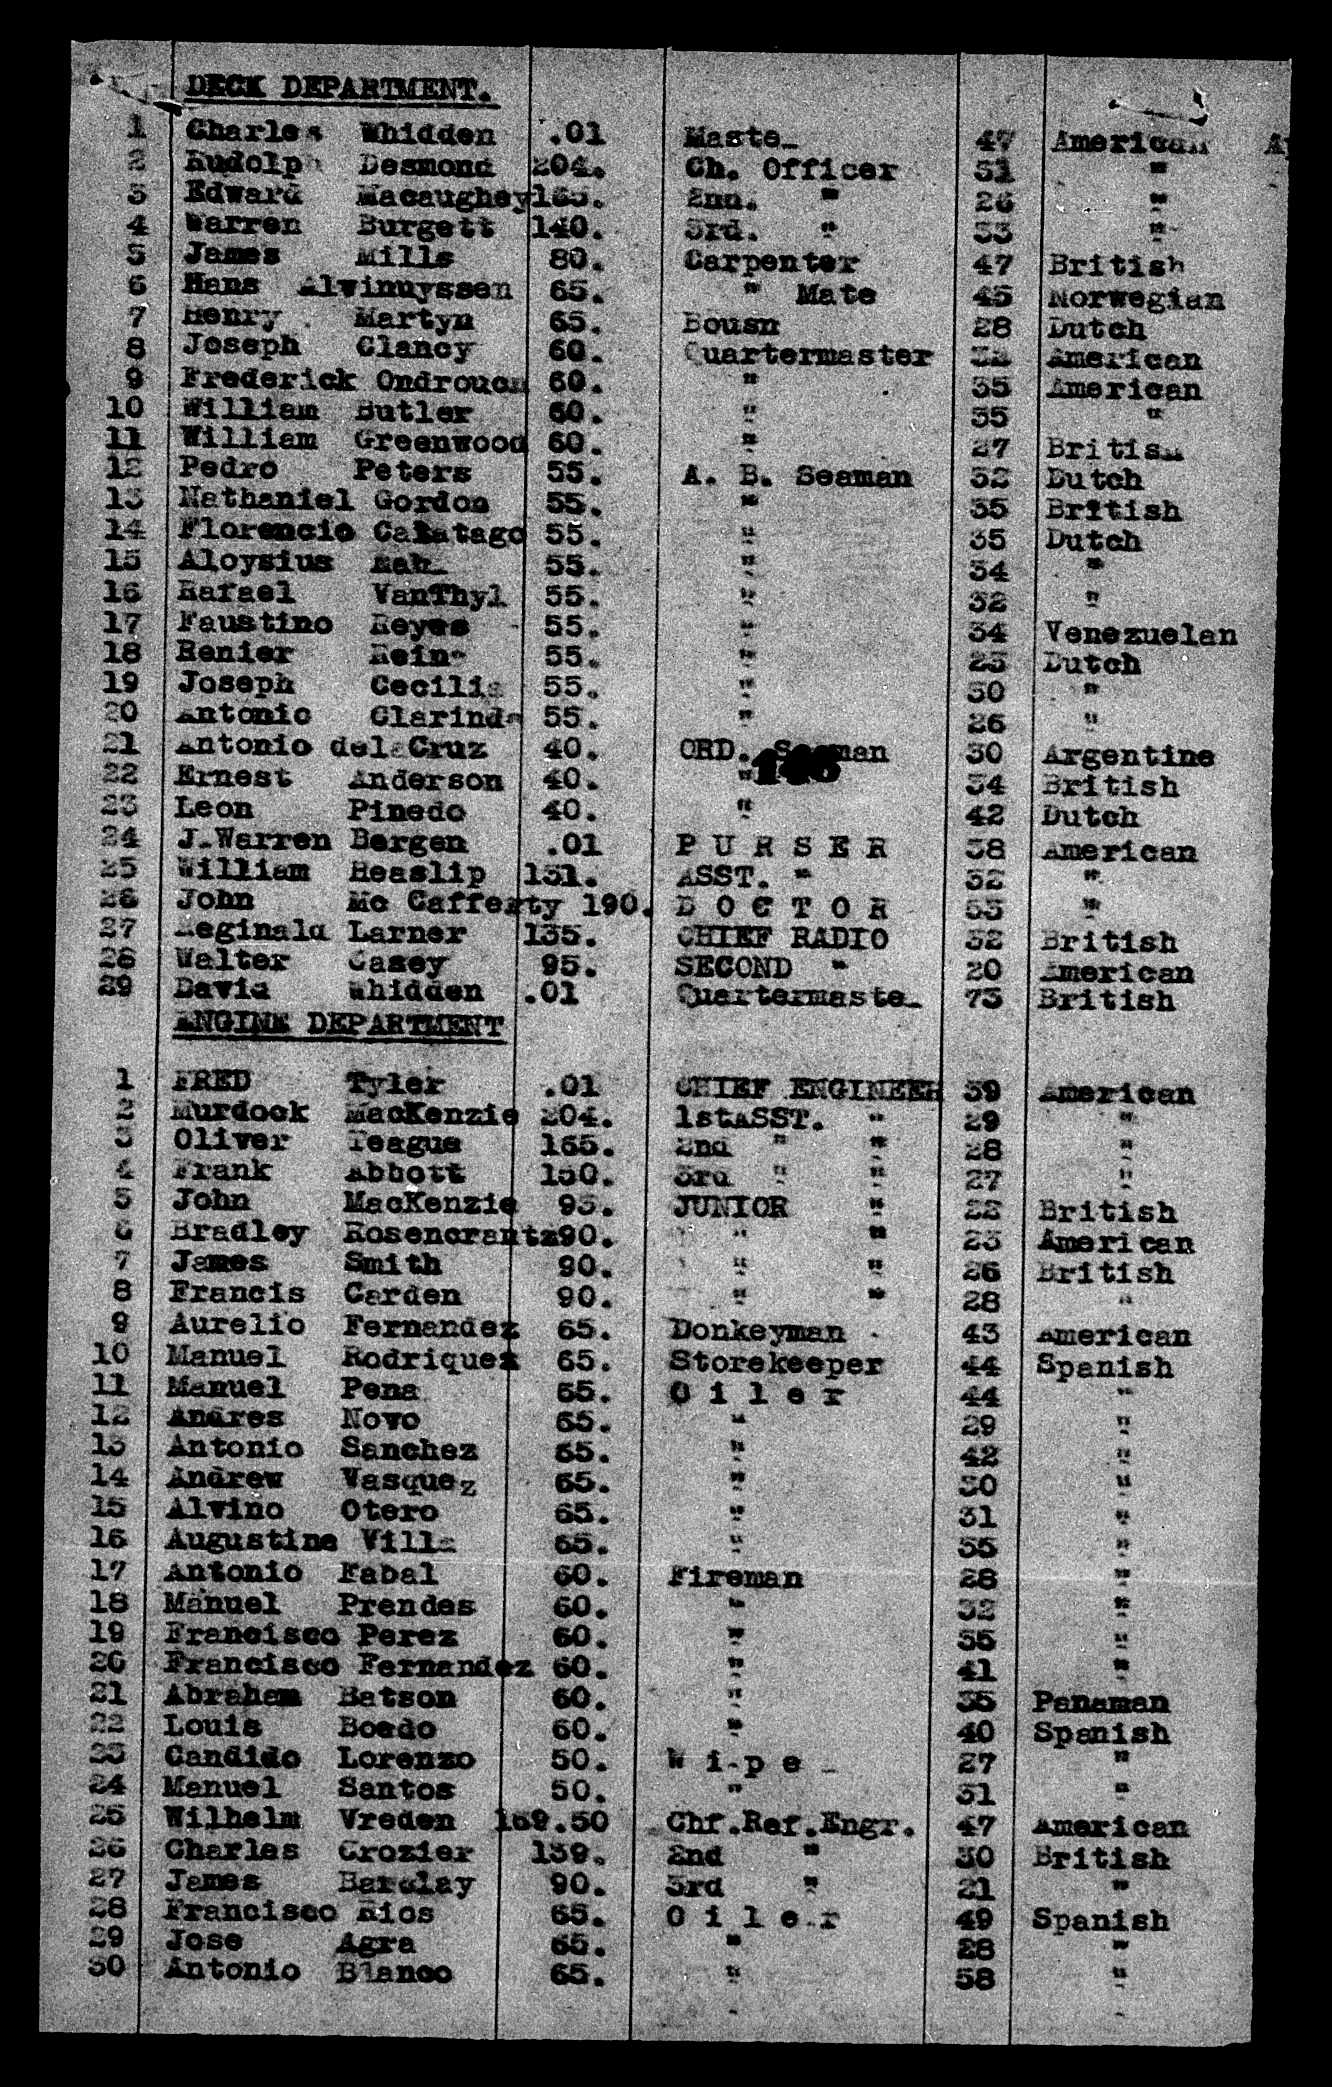 DECK DEPARTMENT.
1 Charles Whidden .01 Maste 47 American
2 Rudolph Desmond 204. Ch. Officer 31 "
3 Edward Macaughey 165. 2nd. " 26 "
4 Warren Burgett 140. 3rd. " 33 "
5 James Mills 80. Carpenter 47 British
6 Hans Alvinuyssen 65. " Mate 45 Norwegian
7 Henry Martyn 65. Bousn 28 Dutch
8 Joseph Clancy 60. Quartermaster American
9 Frederick Ondrouch 60. " 35 American
10 William Butler 60. " 35 "
11 William Greenwood 60. " 27 British
12 Pedro Peters 55. A. B. Seaman 32 Dutch
13 Nathaniel Gordon 55. " 35 British
14 Florencio Calatago 55. " 35 Dutch
15 Aloysius 55. " 34 "
16 Rafael VanThyl 55. " 32 "
17 Faustino Reyes 55. " 34 Venezuelan
18 Renier Rein 55. " 23 Dutch
19 Joseph Cecilia 55. " 30 "
20 Antonio Clarinda 55. " 26 "
21 Antonio dela Cruz 40. ORD. Seaman 30 Argentine
22 Ernest Anderson 40. " 146 34 British
23 Leon Pinedo 40. " 42 Dutch
24 J.Warren Bergen .01 P U R S E R 38 American
25 William Heaslip 131. ASST. " 32 "
26 John Mc Cafferty 190. D O C T O R 53 "
27 Reginald Larner 135. CHIEF RADIO 32 British
28 Walter Casey 95. SECOND " 20 American
29 David Whidden .01 Quartermaste 73 British
ENGINE DEPARTMENT
1 FRED Tyler .01 CHIEF ENGINEER 39 American
2 Murdock MacKenzie 204. 1stASST. " 29 "
3 Oliver Teague 165. 2nd " " 28 "
4 Frank Abbott 150. 3rd " " 27 "
5 John MacKenzie 95. JUNIOR " 22 British
6 Bradley Rosencrantz 90. " " 23 American
7 James Smith 90. " " 26 British
8 Francis Carden 90. " " 28 "
9 Aurelio Fernandez 65. Donkeyman 43 American
10 Manuel Rodriquez 65. Storekeeper 44 Spanish
11 Manuel Pena 65. O i l e r 44 "
12 Andres Novo 65. " 29 "
13 Antonio Sanchez 65. " 42 "
14 Andrew Vasquez 65. " 30 "
15 Alvino Otero 65. " 31 "
16 Augustine Villa 65. " 35 "
17 Antonio Fabal 60. Fireman 28 "
18 Manuel Prendes 60. " 32 "
19 Francisco Perez 60. " 35 "
20 Francisco Fernandez 60. " 41 "
21 Abraham Batson 60. " 35 Panaman
22 Louis Boedo 60. " 40 Spanish
23 Candido Lorenzo 50. W i p e 27 "
24 Manuel Santos 50. " 31 "
25 Wilhelm Vreden 169.50 Chf.Ref.Engr. 47 American
26 Charles Crozier 139. 2nd " 30 British
27 James Barclay 90. 3rd " 21 "
28 Francisco Rios 65. O i l e r 49 Spanish
29 Jose Agra 65. " 28 "
30 Antonio Blanco 65. " 58 "